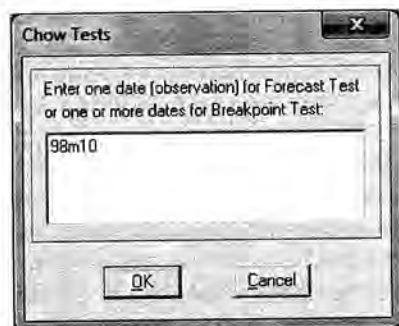 Chow Tests
Enter one date (observation) for Forecast Test
or one or more dates for Breakpoint Test:
98m10
OK
Cancel